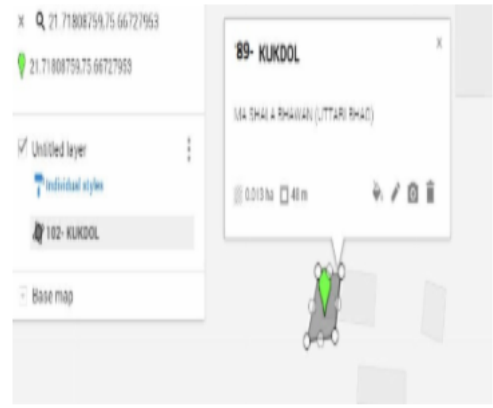 x 21.71808759,75.66727953
21.71808759,75.66727953
Untitled layer
Individual styles
102- KUKDOL
Base map
89- KUKDOL x
MA SHALA BHAWAN (UTTARI BHAG)
0.013 ha 48 m